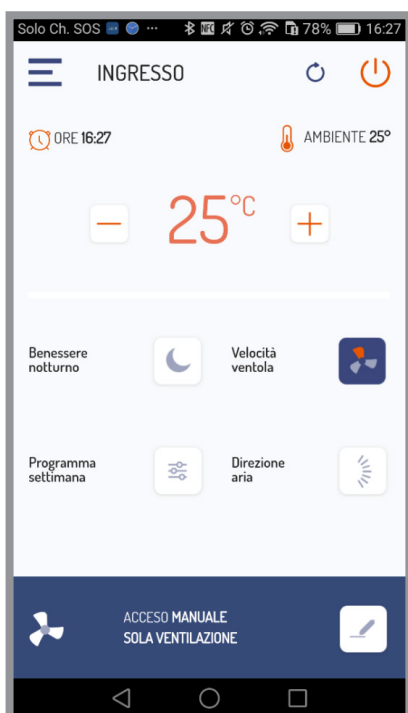 Solo Ch. SOS ... NFC 78% 16:27
INGRESSO
ORE 16:27 AMBIENTE 25°
25°C
Benessere
notturno
Velocità
ventola
Programma
settimana
Direzione
aria
ACCESO MANUALE
SOLA VENTILAZIONE